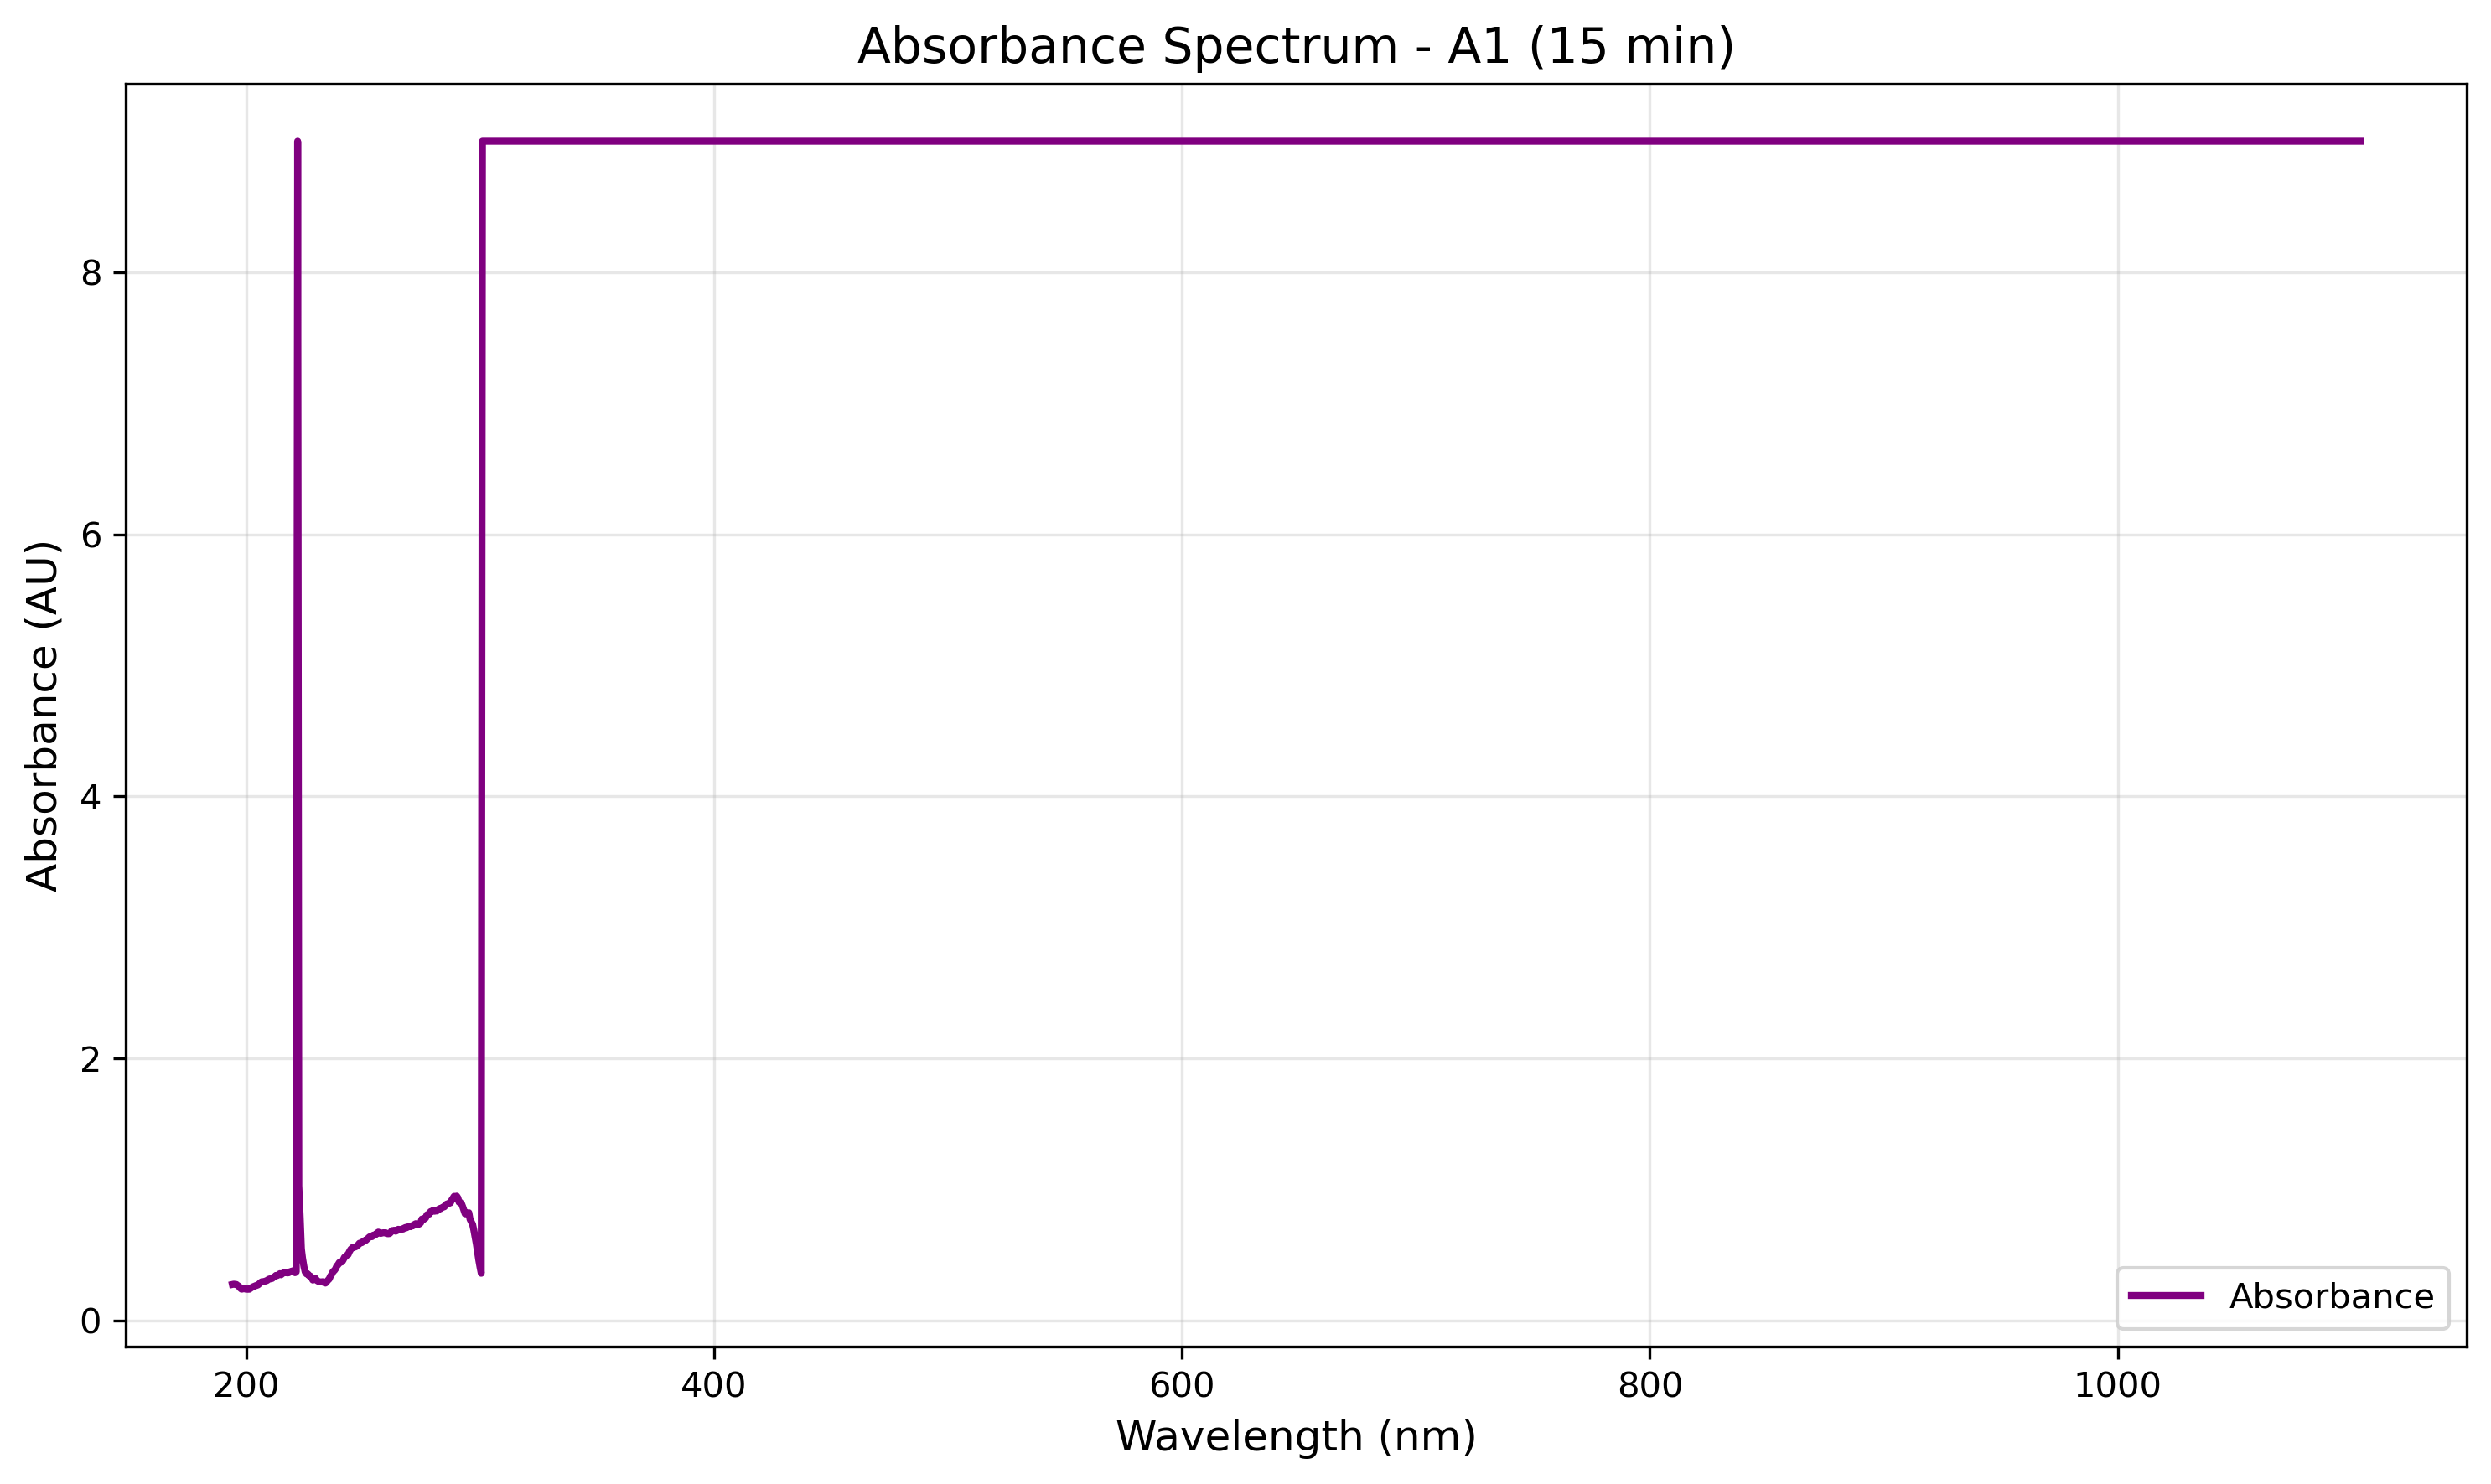 Absorbance Spectrum - A1 (15 min)
Absorbance (AU)
8
6
4
2
0
200 400 600 800 1000
Wavelength (nm)
Absorbance